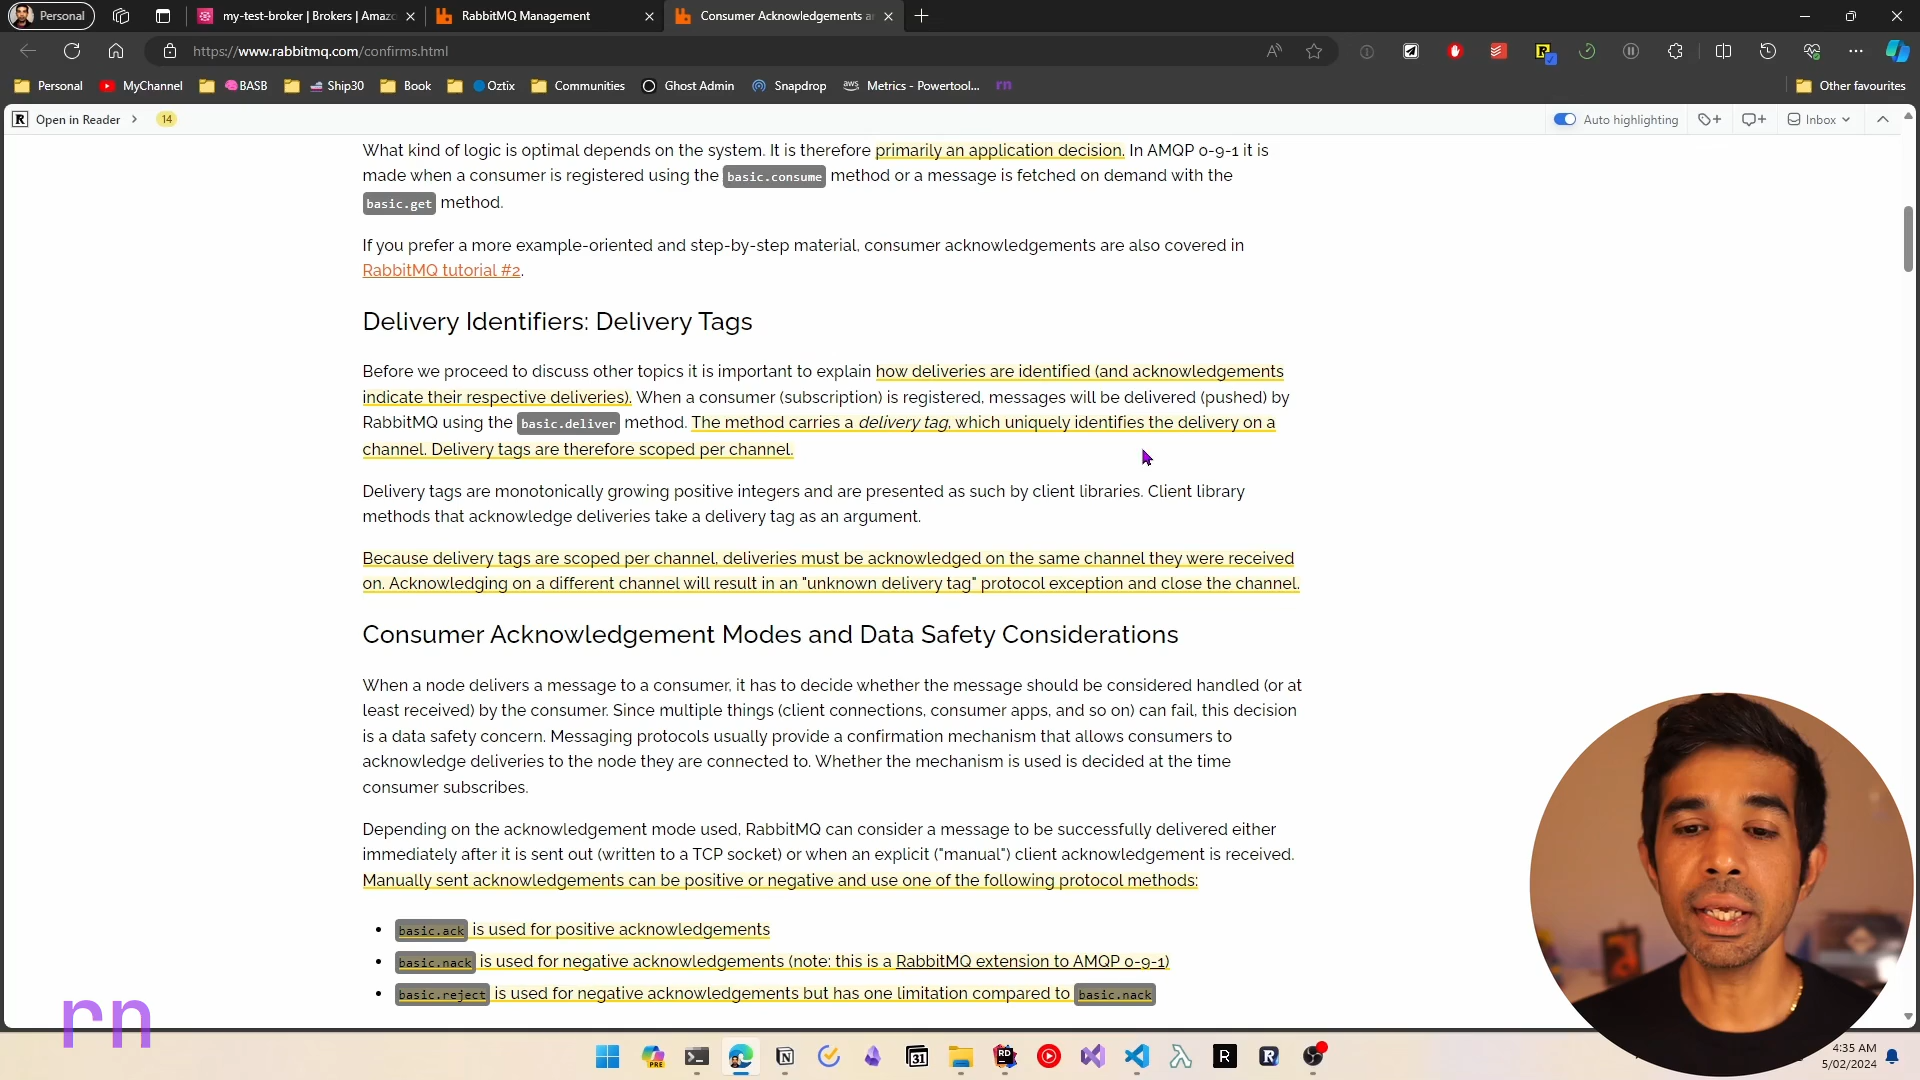 Personal
my-test-broker | Brokers | Amazo
RabbitMQ Management
Consumer Acknowledgements a
https://www.rabbitmq.com/confirms.html
Personal MyChannel BASB Ship30 Book Oztix Communities Ghost Admin Snapdrop Metrics - Powertool... rn Other favourites
Open in Reader 14 Auto highlighting Inbox
What kind of logic is optimal depends on the system. It is therefore primarily an application decision. In AMQP 0-9-1 it is
made when a consumer is registered using the basic.consume method or a message is fetched on demand with the
basic.get method.
If you prefer a more example-oriented and step-by-step material, consumer acknowledgements are also covered in
RabbitMQ tutorial #2.
Delivery Identifiers: Delivery Tags
Before we proceed to discuss other topics it is important to explain how deliveries are identified (and acknowledgements
indicate their respective deliveries). When a consumer (subscription) is registered, messages will be delivered (pushed) by
RabbitMQ using the basic.deliver method. The method carries a delivery tag, which uniquely identifies the delivery on a
channel. Delivery tags are therefore scoped per channel.
Delivery tags are monotonically growing positive integers and are presented as such by client libraries. Client library
methods that acknowledge deliveries take a delivery tag as an argument.
Because delivery tags are scoped per channel, deliveries must be acknowledged on the same channel they were received
on. Acknowledging on a different channel will result in an "unknown delivery tag" protocol exception and close the channel.
Consumer Acknowledgement Modes and Data Safety Considerations
When a node delivers a message to a consumer, it has to decide whether the message should be considered handled (or at
least received) by the consumer. Since multiple things (client connections, consumer apps, and so on) can fail, this decision
is a data safety concern. Messaging protocols usually provide a confirmation mechanism that allows consumers to
acknowledge deliveries to the node they are connected to. Whether the mechanism is used is decided at the time
consumer subscribes.
Depending on the acknowledgement mode used, RabbitMQ can consider a message to be successfully delivered either
immediately after it is sent out (written to a TCP socket) or when an explicit ("manual") client acknowledgement is received.
Manually sent acknowledgements can be positive or negative and use one of the following protocol methods:
• basic.ack is used for positive acknowledgements
• basic.nack is used for negative acknowledgements (note: this is a RabbitMQ extension to AMQP 0-9-1)
• basic.reject is used for negative acknowledgements but has one limitation compared to basic.nack
rn
4:35 AM
5/02/2024